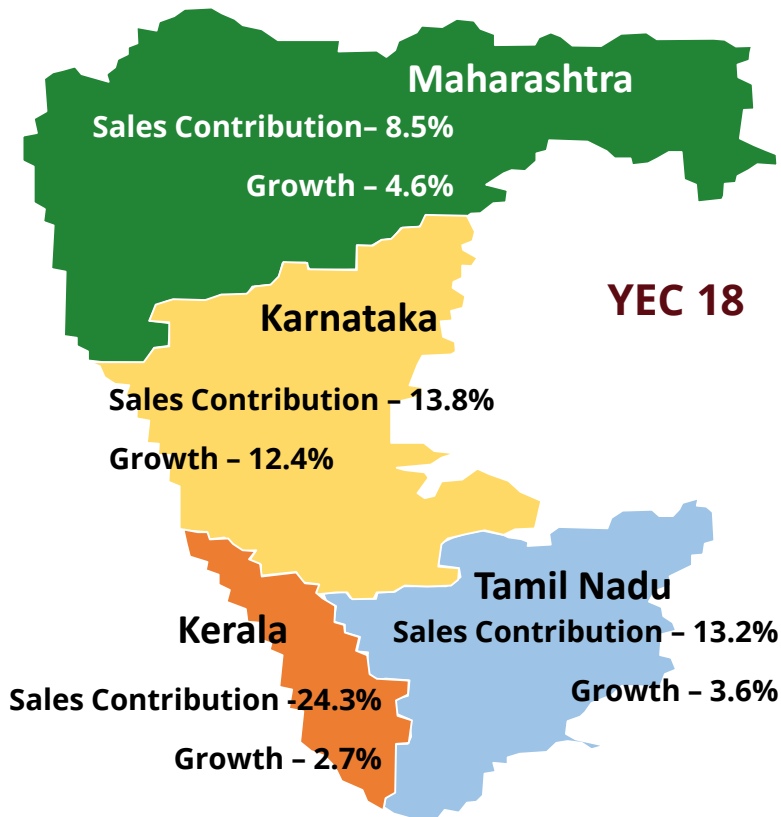 Maharashtra
Sales Contribution– 8.5%
Growth – 4.6%
YEC 18
Karnataka
Sales Contribution – 13.8%
Growth – 12.4%
Tamil Nadu
Sales Contribution – 13.2%
Growth – 3.6%
Kerala
Sales Contribution -24.3%
Growth – 2.7%